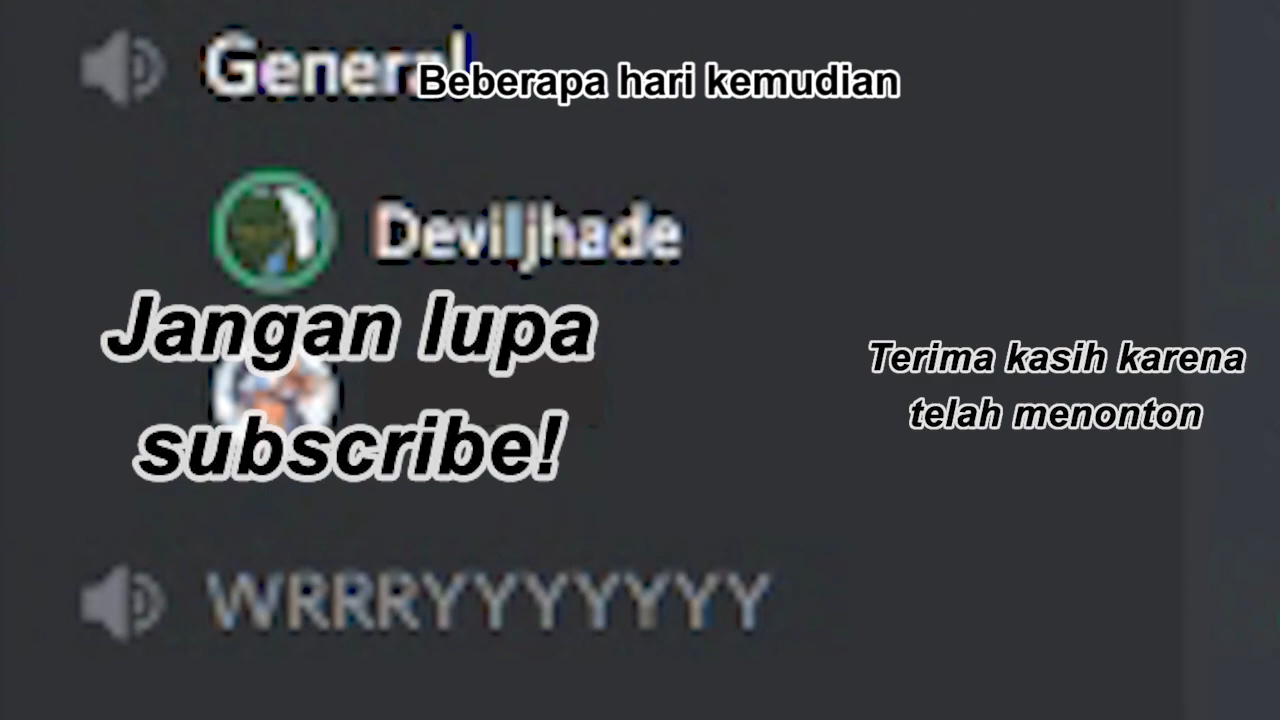 General
Beberapa hari kemudian
Deviljhade
Jangan lupa
subscribe!
Terima kasih karena
telah menonton
WRRRYYYYYYY